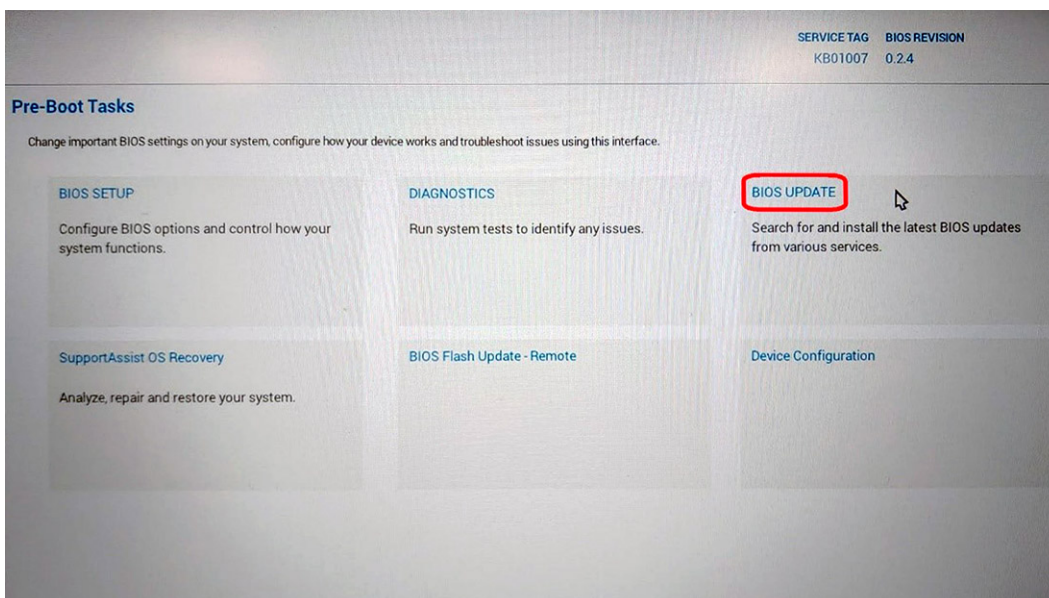 SERVICE TAG BIOS REVISION
KB01007 0.2.4
Pre-Boot Tasks
Change important BIOS settings on your system, configure how your device works and troubleshoot issues using this interface.
BIOS SETUP
Configure BIOS options and control how your
system functions.
DIAGNOSTICS
Run system tests to identify any issues.
BIOS UPDATE
Search for and install the latest BIOS updates
from various services.
SupportAssist OS Recovery
Analyze, repair and restore your system.
BIOS Flash Update - Remote
Device Configuration